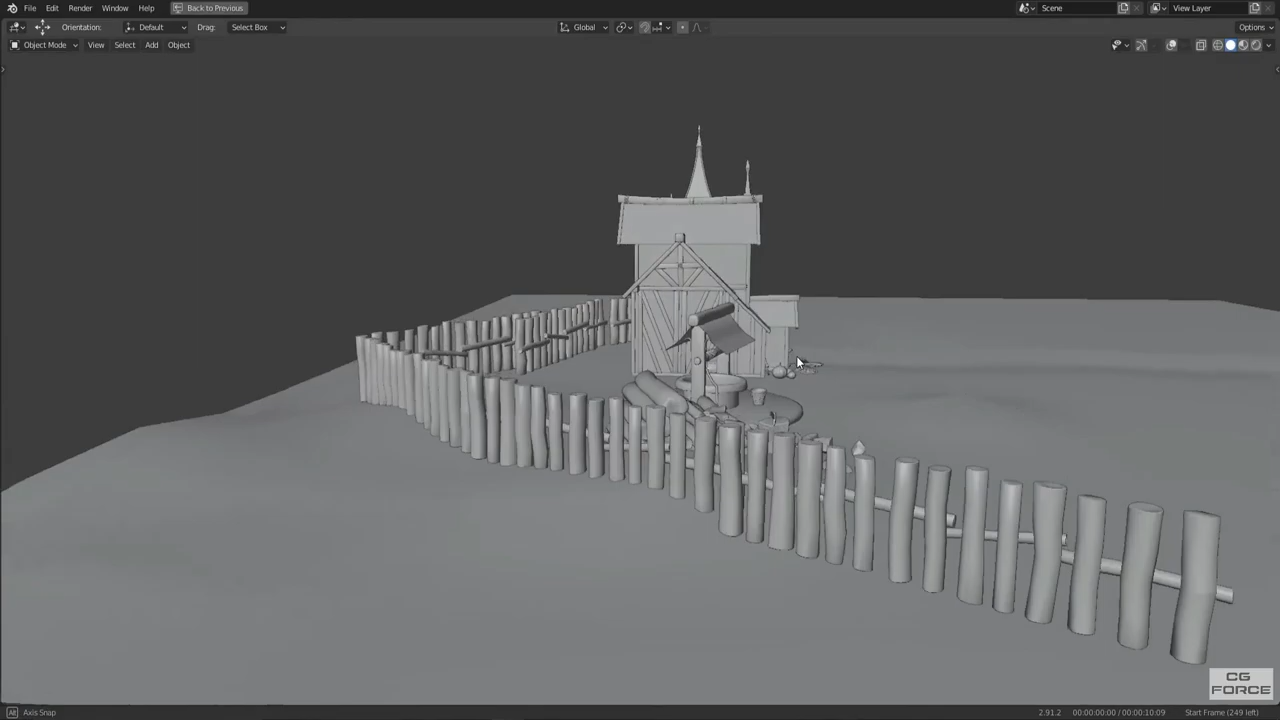 File Edit Render Window Help Back to Previous Scene View Layer
Orientation: Default Drag: Select Box Global Options
Object Mode View Select Add Object
CG
FORCE
Alt Axis Snap 2.91.2 00:00:00:00 / 00:00:10:09 Start Frame (249 left)